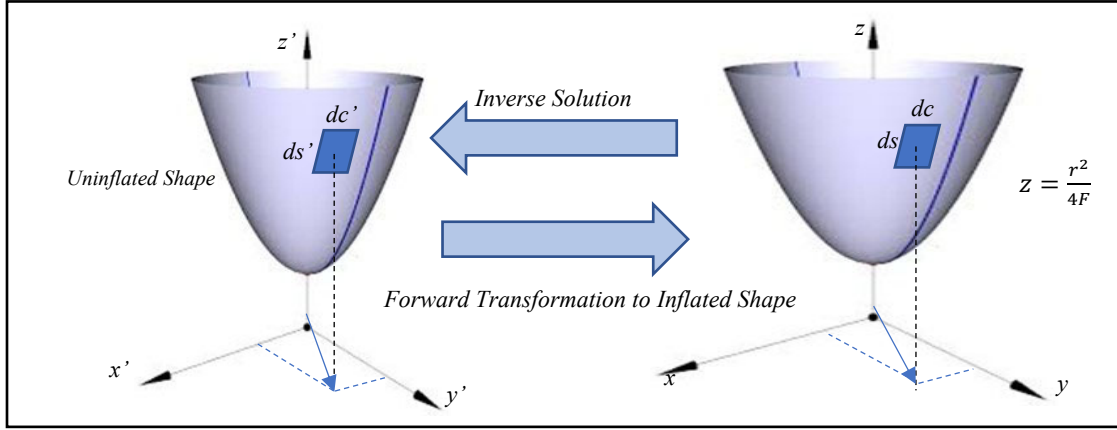 z’
z
Inverse Solution
dc’
dc
ds’
ds
Uninflated Shape
z = r²/4F
Forward Transformation to Inflated Shape
x’
y’
x
y